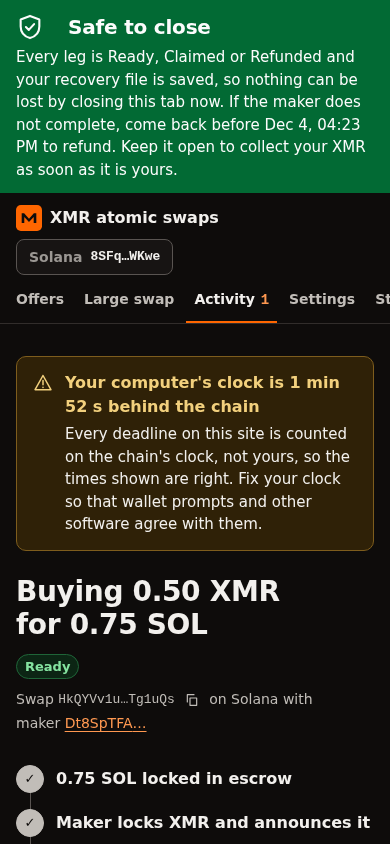 Safe to close
Every leg is Ready, Claimed or Refunded and
your recovery file is saved, so nothing can be
lost by closing this tab now. If the maker does
not complete, come back before Dec 4, 04:23
PM to refund. Keep it open to collect your XMR
as soon as it is yours.
XMR atomic swaps
Solana 8SFq…WKwe
Offers Large swap Activity 1 Settings St
Your computer's clock is 1 min
52 s behind the chain
Every deadline on this site is counted
on the chain's clock, not yours, so the
times shown are right. Fix your clock
so that wallet prompts and other
software agree with them.
Buying 0.50 XMR
for 0.75 SOL
Ready
Swap HkQYVv1u…Tg1uQs on Solana with
maker Dt8SpTFA…
0.75 SOL locked in escrow
Maker locks XMR and announces it